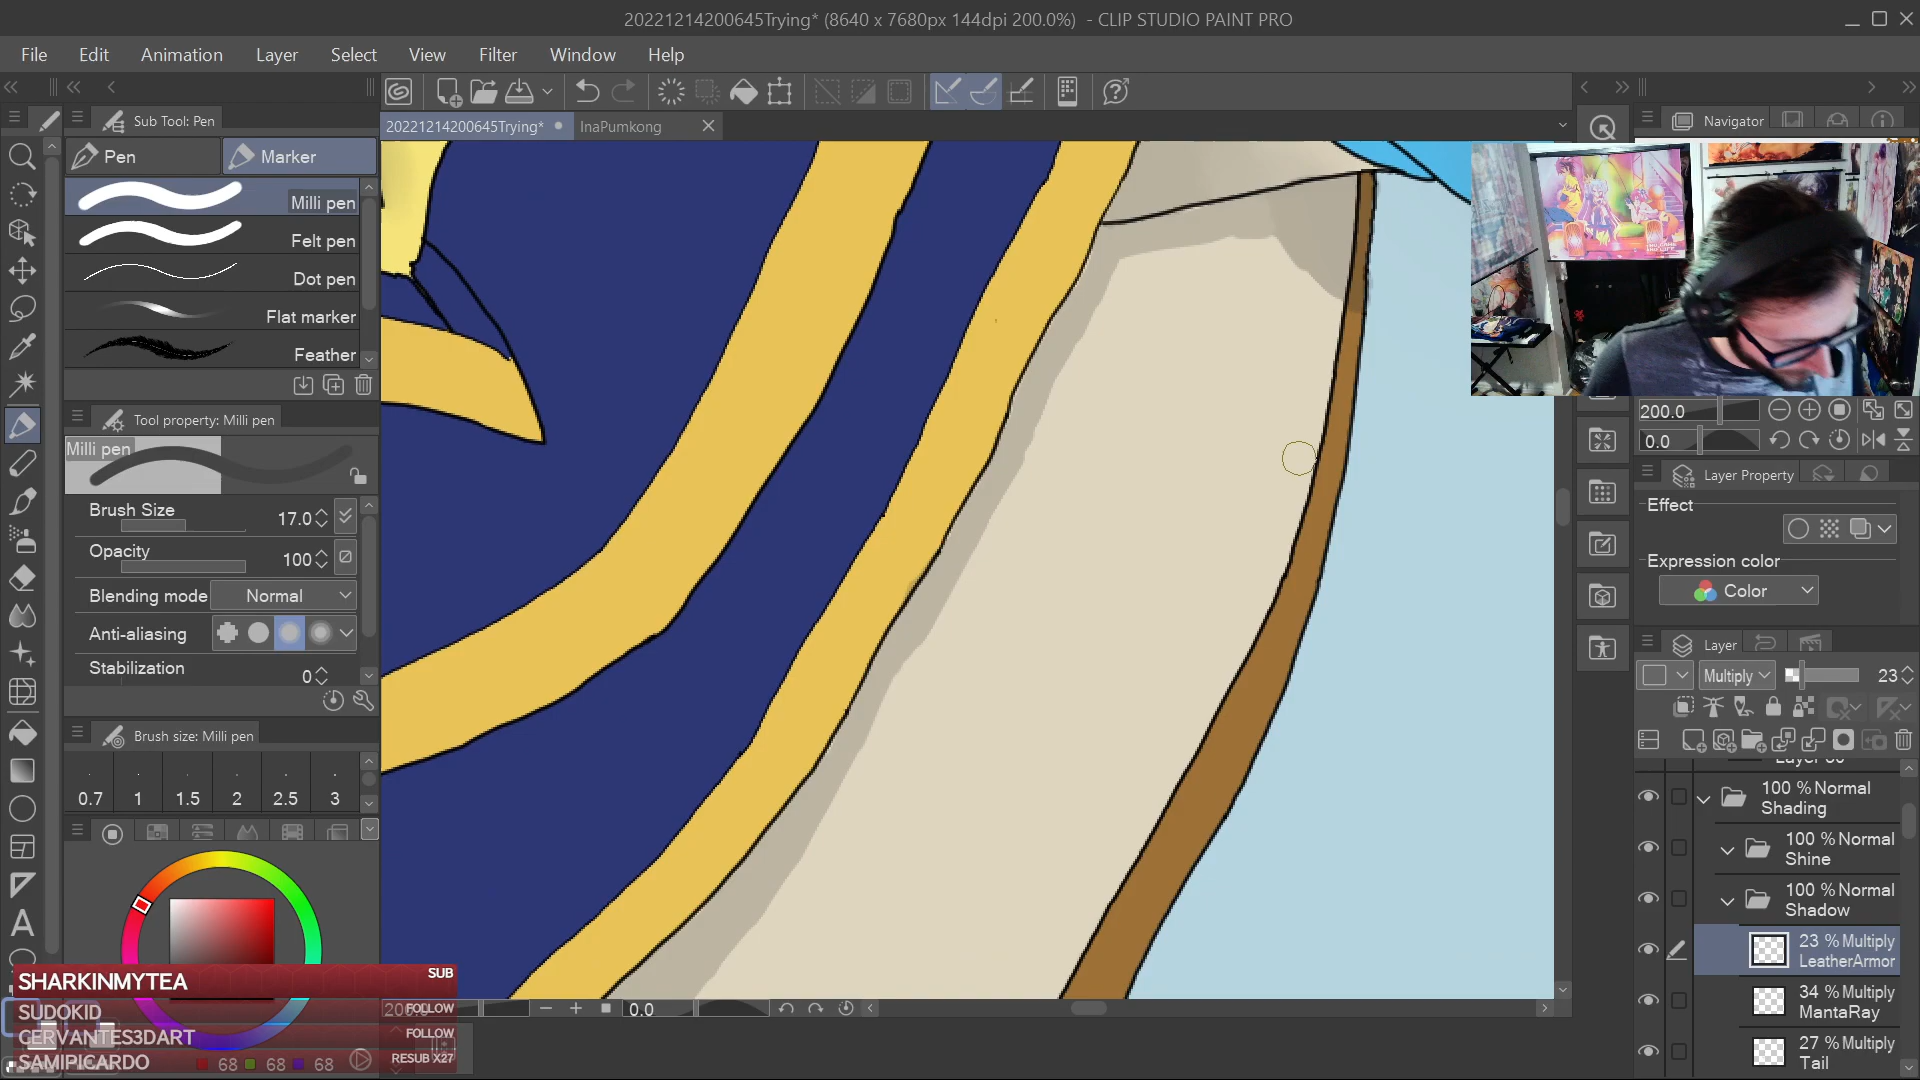 20221214200645Trying* (8640 x 7680px 144dpi 200.0%) - CLIP STUDIO PAINT PRO
File Edit Animation Layer Select View Filter Window Help
Sub Tool: Pen
20221214200645Trying* InaPumkong
Navigator
Pen Marker
Milli pen
Felt pen
Dot pen
Flat marker
Feather
Tool property: Milli pen
Milli pen
Brush Size 17.0
Opacity 100
Blending mode Normal
Anti-aliasing
Stabilization 0
Brush size: Milli pen
0.7 1 1.5 2 2.5 3
200.0
0.0
Layer Property
Effect
Expression color
Color
Layer
Multiply 23
100 % Normal
Shading
100 % Normal
Shine
100 % Normal
Shadow
23 % Multiply
LeatherArmor
34 % Multiply
MantaRay
27 % Multiply
Tail
SHARKINMYTEA SUB
SUDOKID FOLLOW
CERVANTES3DART FOLLOW
SAMIPICARDO RESUB X27
68 68 68
0.0